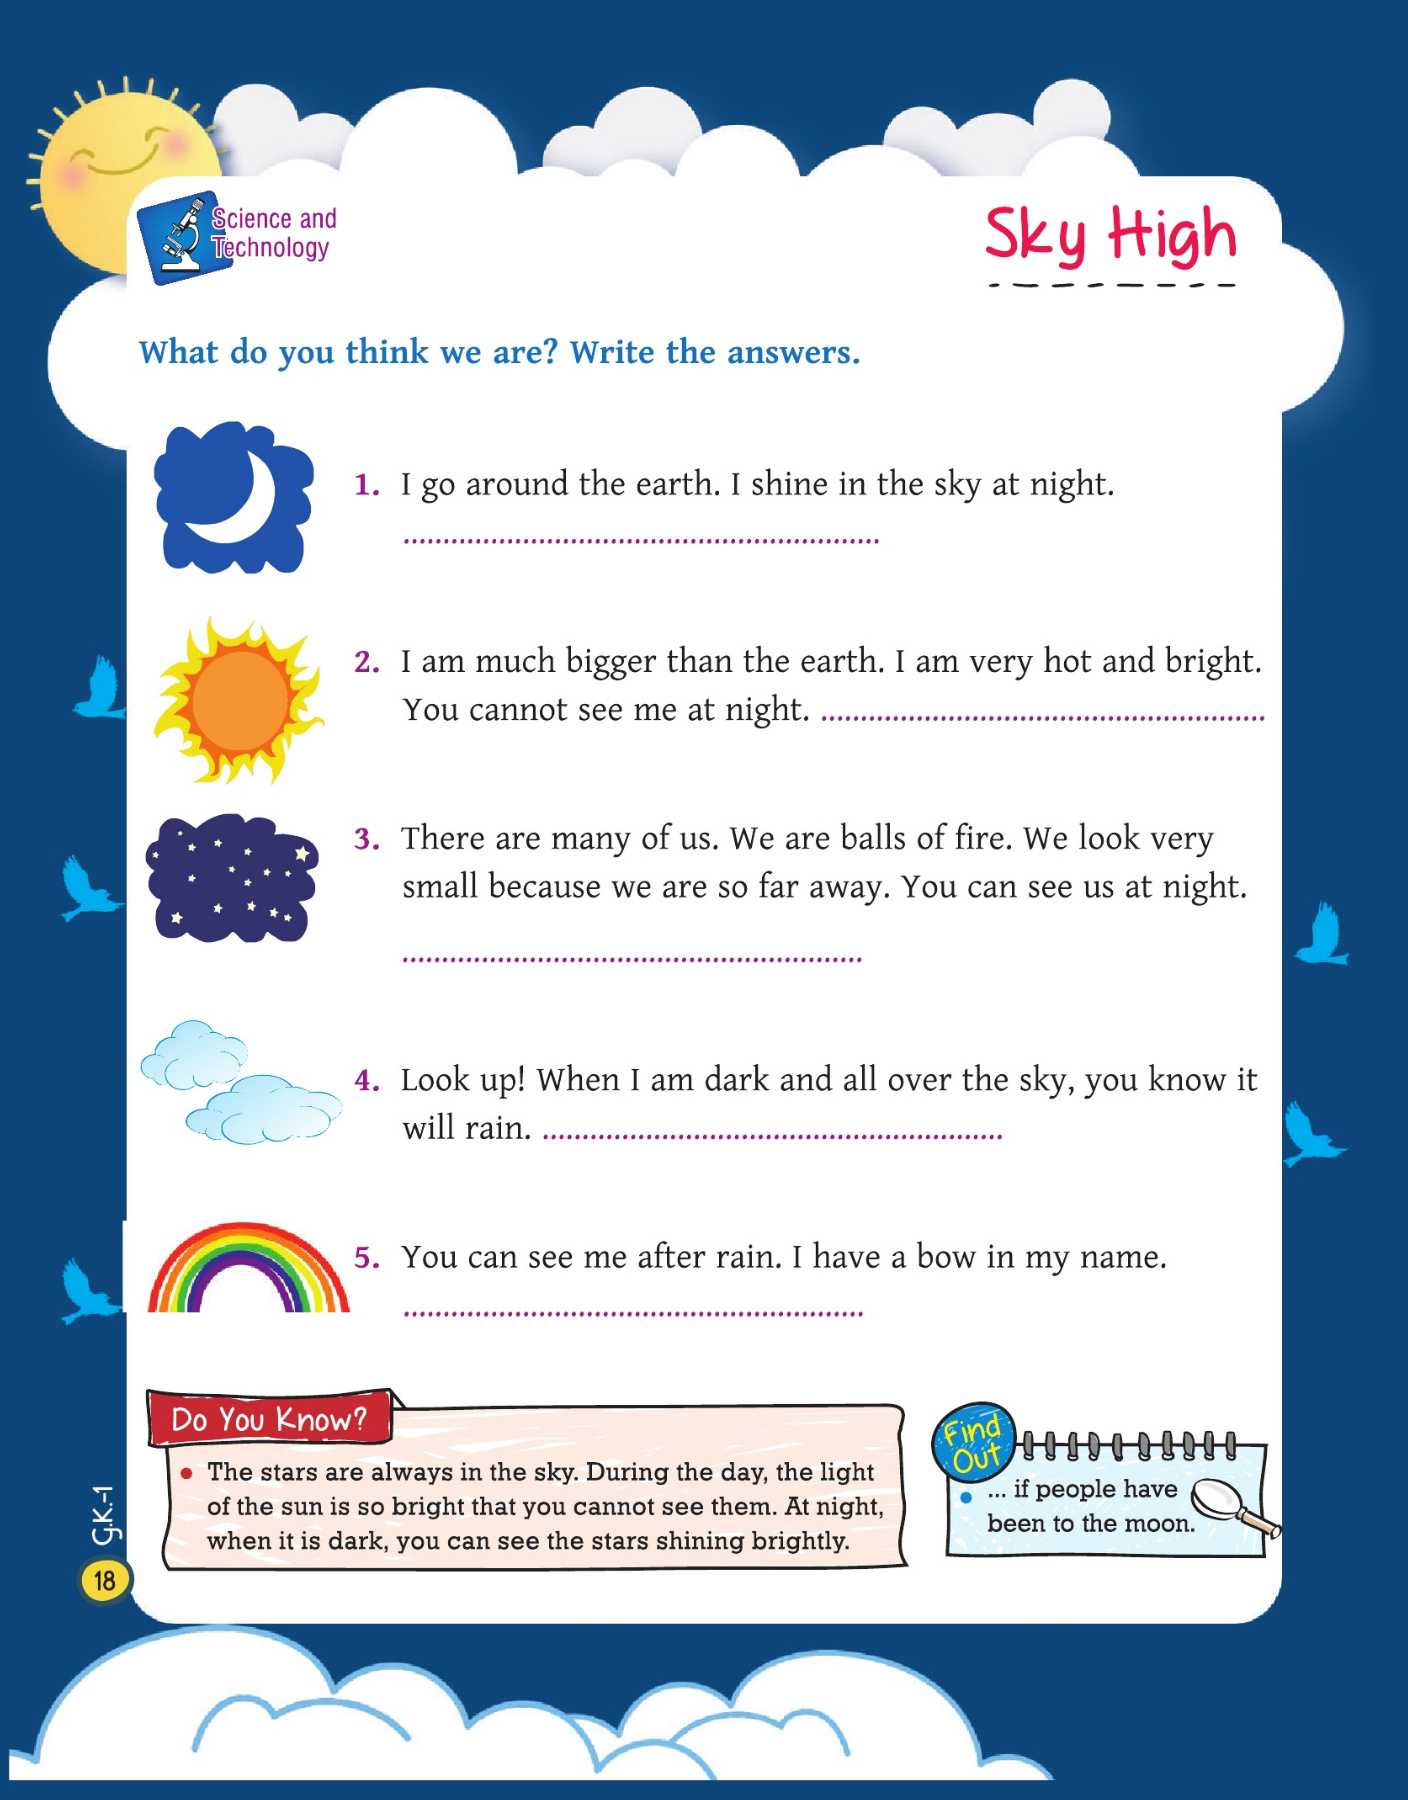 Science and
Technology
Sky High
What do you think we are? Write the answers.
1. I go around the earth. I shine in the sky at night.
2. I am much bigger than the earth. I am very hot and bright.
You cannot see me at night.
3. There are many of us. We are balls of fire. We look very
small because we are so far away. You can see us at night.
4. Look up! When I am dark and all over the sky, you know it
will rain.
5. You can see me after rain. I have a bow in my name.
Do You Know?
• The stars are always in the sky. During the day, the light
of the sun is so bright that you cannot see them. At night,
when it is dark, you can see the stars shining brightly.
Find
Out
• ... if people have
been to the moon.
G.K.-1
18